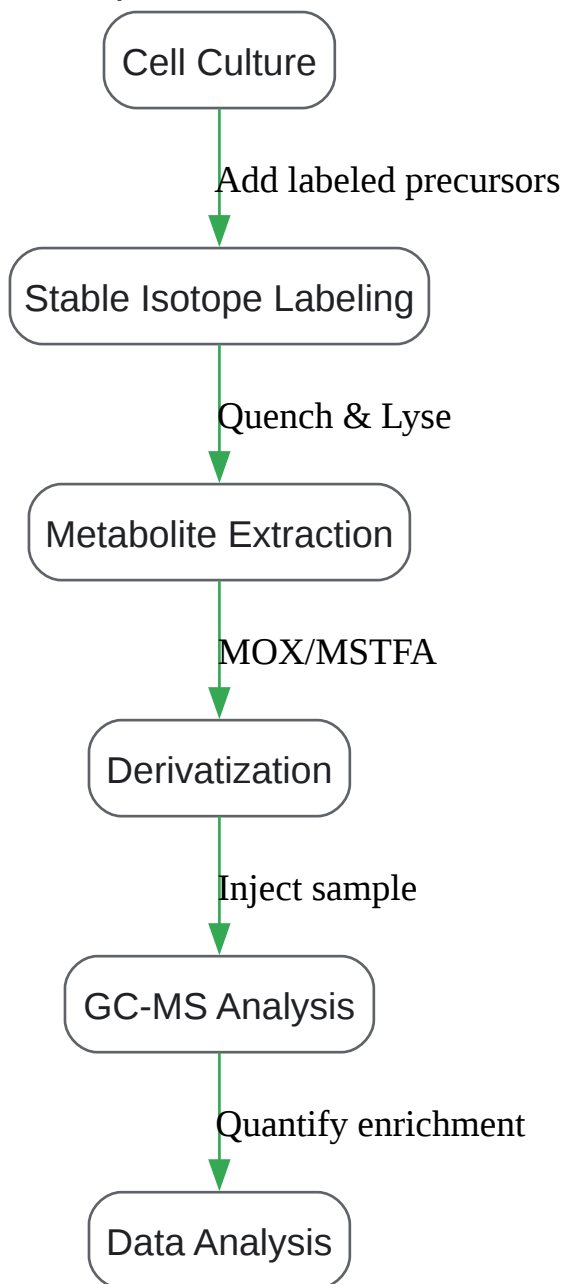 Cell Culture
Add labeled precursors
Stable Isotope Labeling
Quench & Lyse
Metabolite Extraction
MOX/MSTFA
Derivatization
Inject sample
GC-MS Analysis
Quantify enrichment
Data Analysis